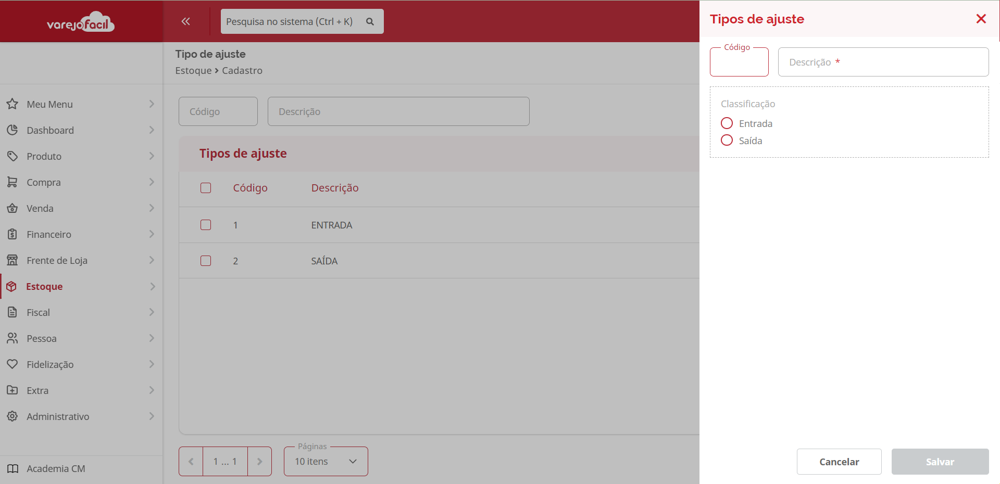 varejofacil
Pesquisa no sistema (Ctrl + K)
Tipo de ajuste
Estoque > Cadastro
Meu Menu
Dashboard
Produto
Compra
Venda
Financeiro
Frente de Loja
Estoque
Fiscal
Pessoa
Fidelização
Extra
Administrativo
Academia CM
Código
Descrição
Tipos de ajuste
Código Descrição
1 ENTRADA
2 SAÍDA
1 ... 1
Páginas
10 itens
Tipos de ajuste
Código
Descrição *
Classificação
Entrada
Saída
Cancelar
Salvar